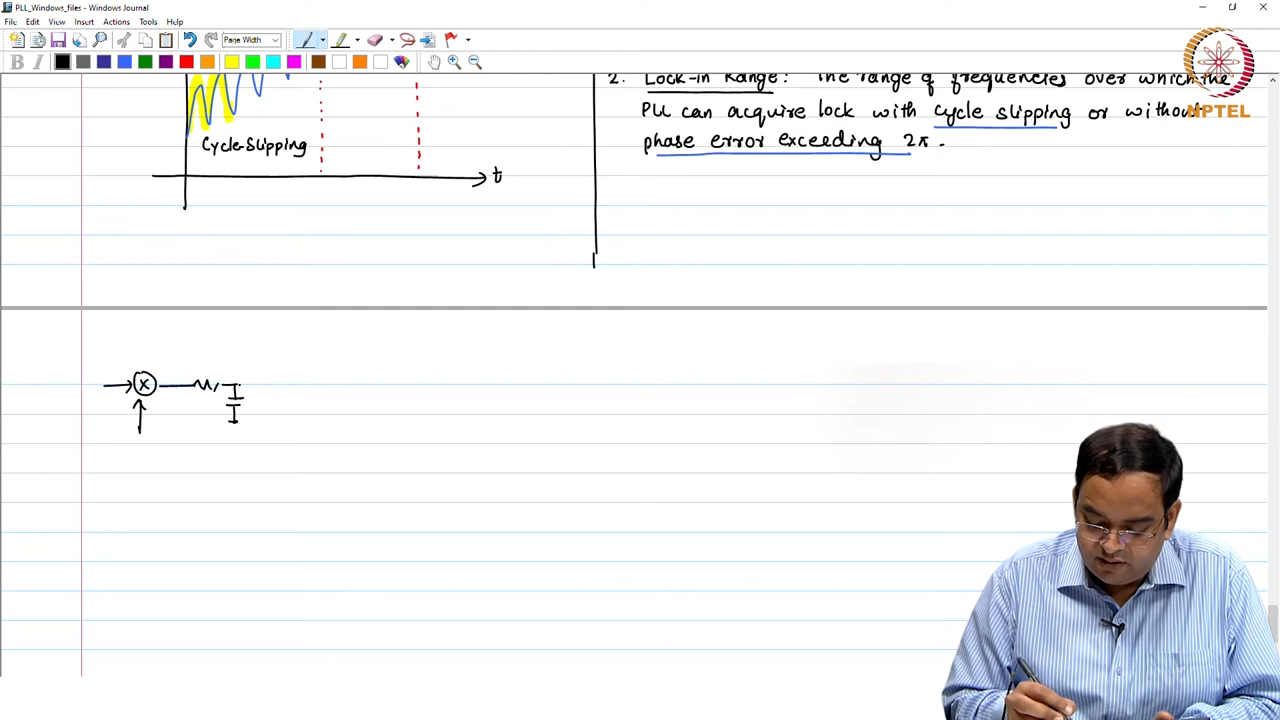 PLL_Windows_files - Windows Journal
File Edit View Insert Actions Tools Help
Page Width
B I
NPTEL
Cycle-Slipping
t
2. Lock-in Range: The range of frequencies over which the
PLL can acquire lock with cycle slipping or without
phase error exceeding 2π.
X